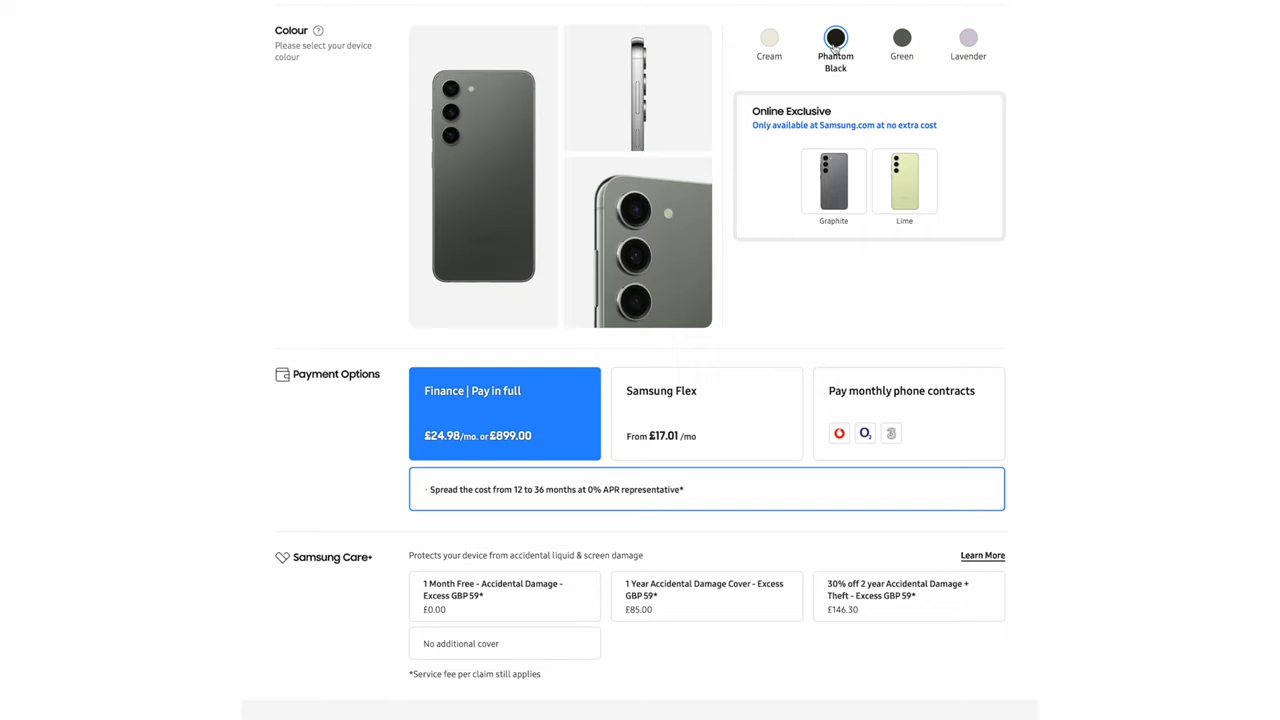 Colour ?
Please select your device
colour
Cream
Phantom
Black
Green
Lavender
Online Exclusive
Only available at Samsung.com at no extra cost
Graphite
Lime
Payment Options
Finance | Pay in full
£24.98/mo. or £899.00
Samsung Flex
From £17.01 /mo
Pay monthly phone contracts
O2
3
· Spread the cost from 12 to 36 months at 0% APR representative*
Samsung Care+
Protects your device from accidental liquid & screen damage
Learn More
1 Month Free - Accidental Damage -
Excess GBP 59*
£0.00
1 Year Accidental Damage Cover - Excess
GBP 59*
£85.00
30% off 2 year Accidental Damage +
Theft - Excess GBP 59*
£146.30
No additional cover
*Service fee per claim still applies